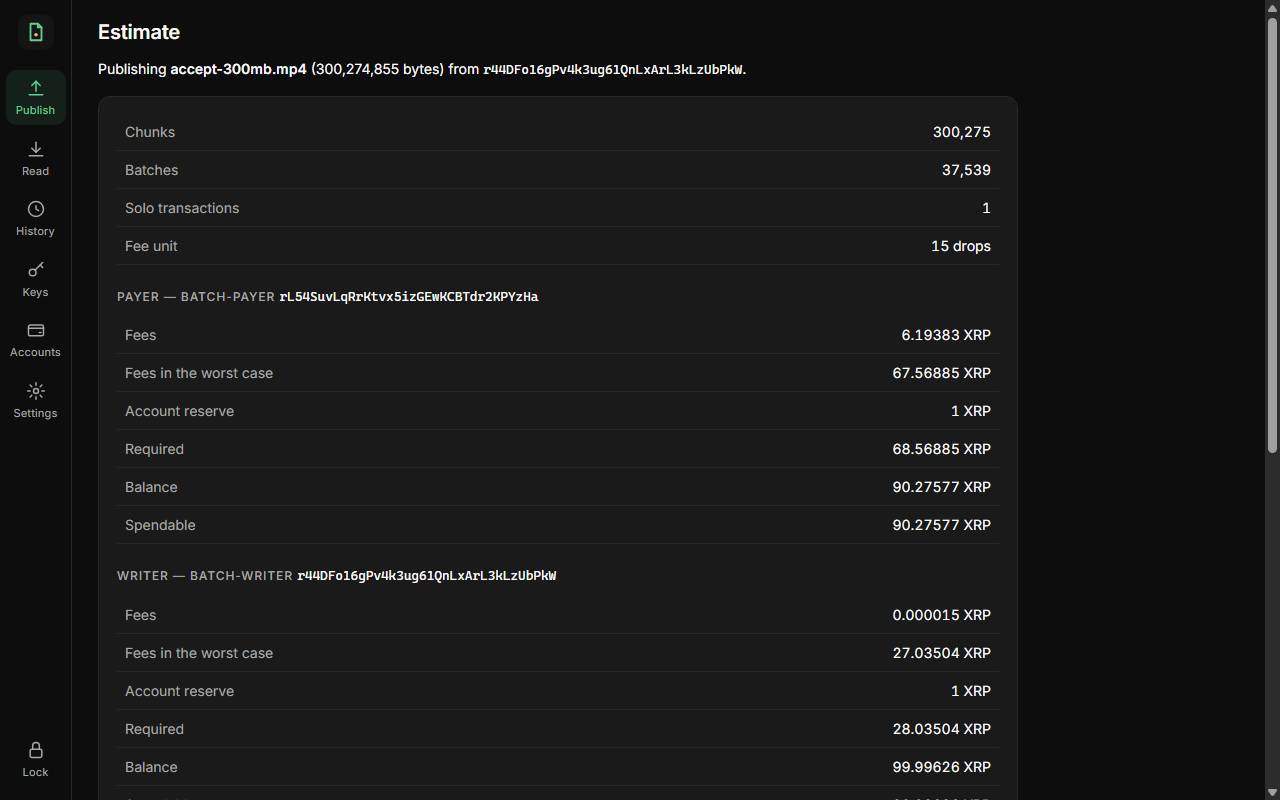 Estimate
Publishing accept-300mb.mp4 (300,274,855 bytes) from r44DFo16gPv4k3ug61QnLxArL3kLzUbPkW.
Publish
Read
History
Keys
Accounts
Settings
Lock
Chunks 300,275
Batches 37,539
Solo transactions 1
Fee unit 15 drops
PAYER — BATCH-PAYER rL54SuvLqRrKtvx5izGEwKCBTdr2KPYzHa
Fees 6.19383 XRP
Fees in the worst case 67.56885 XRP
Account reserve 1 XRP
Required 68.56885 XRP
Balance 90.27577 XRP
Spendable 90.27577 XRP
WRITER — BATCH-WRITER r44DFo16gPv4k3ug61QnLxArL3kLzUbPkW
Fees 0.000015 XRP
Fees in the worst case 27.03504 XRP
Account reserve 1 XRP
Required 28.03504 XRP
Balance 99.99626 XRP